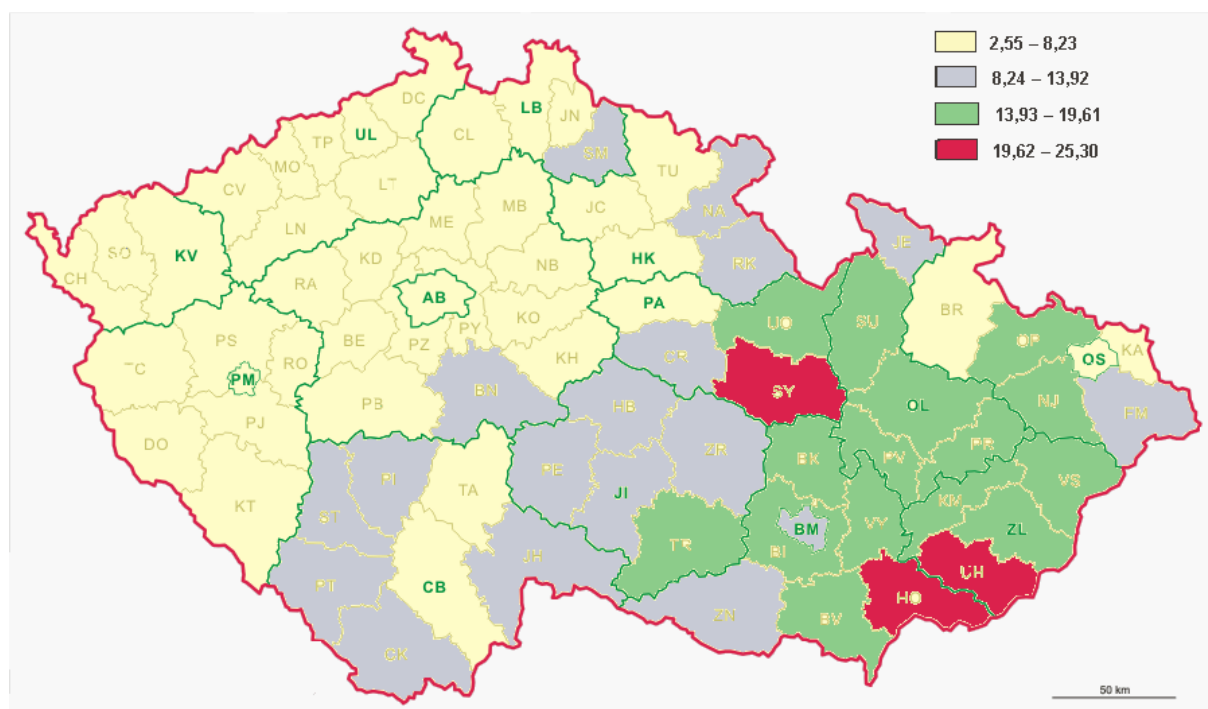 2,55 – 8,23
8,24 – 13,92
13,93 – 19,61
19,62 – 25,30
DC
LB
JN
CL
UL
TP
SM
MO
TU
CV
LT
MB
JC
NA
ME
LN
SO
JE
KV
KD
NB
HK
RK
CH
RA
AB
PA
BR
KO
UO
SU
PY
PS
BE
PZ
OP
KA
RO
KH
CR
OS
TC
PM
BN
SY
PB
HB
OL
NJ
FM
PJ
DO
ZR
PR
PE
BK
PV
PI
TA
JI
VS
KT
KM
ST
BM
VY
ZL
TR
BI
JH
UH
PT
CB
HO
ZN
BV
CK
50 km